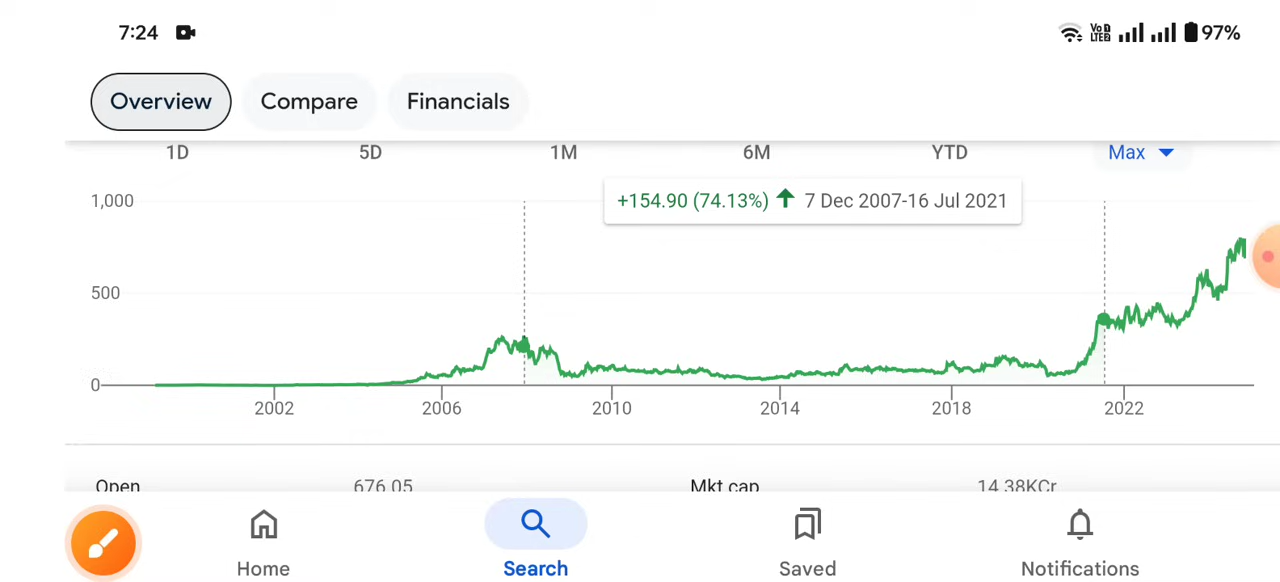 7:24 Vo LTE2 97%
Overview Compare Financials
1D 5D 1M 6M YTD Max
1,000
+154.90 (74.13%) 7 Dec 2007-16 Jul 2021
500
0
2002 2006 2010 2014 2018 2022
Open 676.05 Mkt cap 14.38KCr
Home Search Saved Notifications